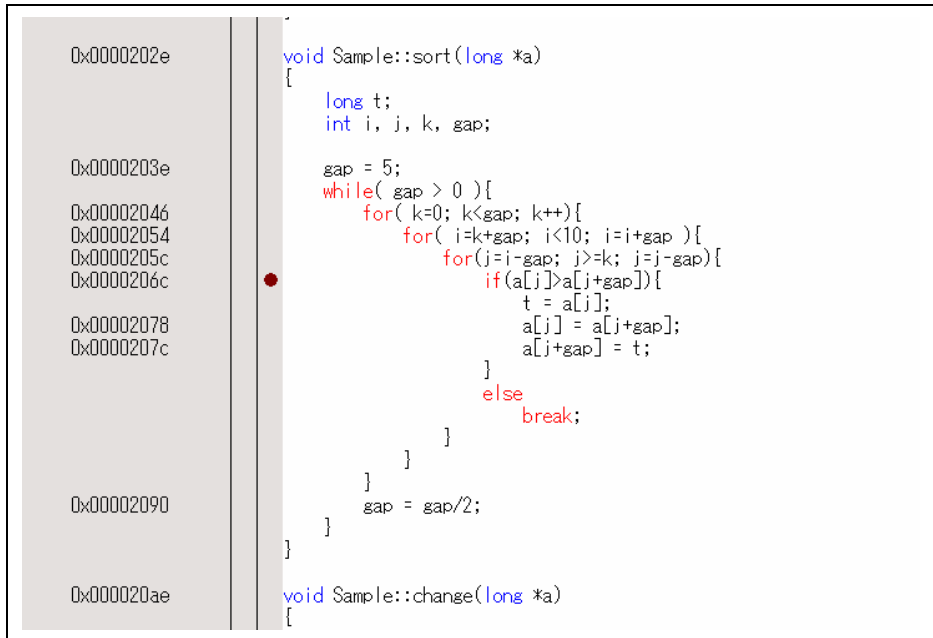 }
0x0000202e void Sample::sort(long *a)
{
long t;
int i, j, k, gap;
0x0000203e gap = 5;
while( gap > 0 ){
0x00002046 for( k=0; k<gap; k++){
0x00002054 for( i=k+gap; i<10; i=i+gap ){
0x0000205c for(j=i-gap; j>=k; j=j-gap){
0x0000206c if(a[j]>a[j+gap]){
t = a[j];
0x00002078 a[j] = a[j+gap];
0x0000207c a[j+gap] = t;
}
else
break;
}
}
}
0x00002090 gap = gap/2;
}
}
0x000020ae void Sample::change(long *a)
{